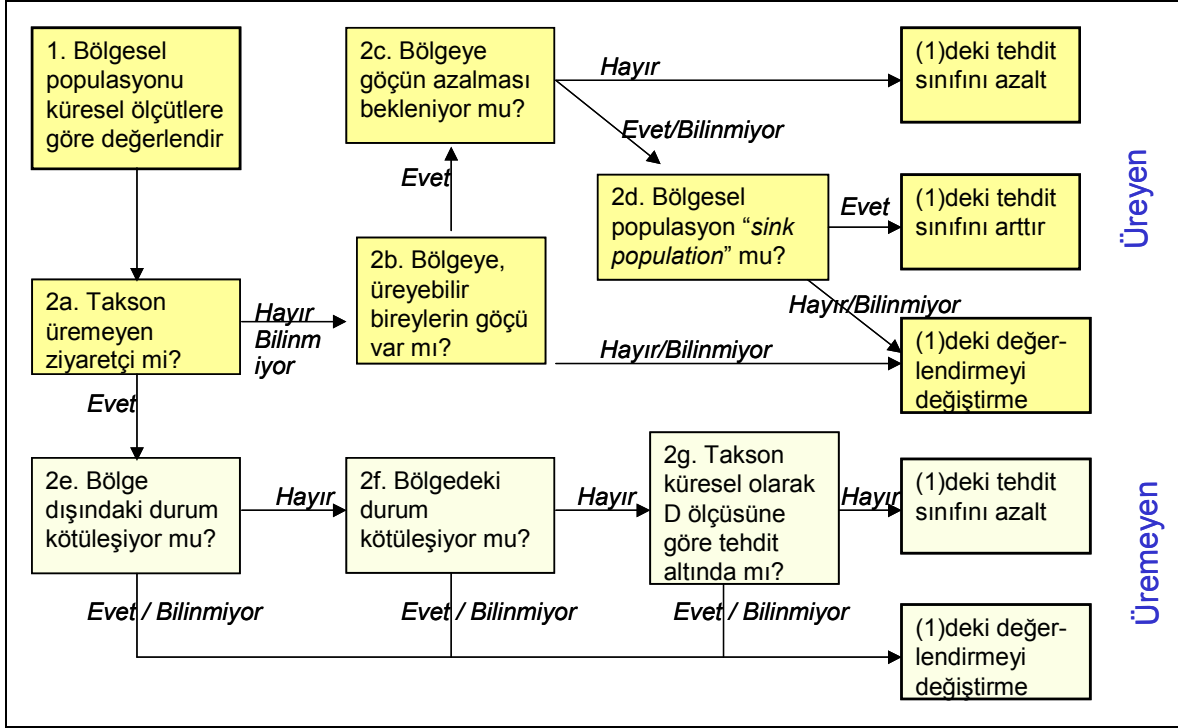 1. Bölgesel
populasyonu
küresel ölçütlere
göre değerlendir
2c. Bölgeye
göçün azalması
bekleniyor mu?
Hayır
(1)deki tehdit
sınıfını azalt
Evet/Bilinmiyor
Evet
2d. Bölgesel
populasyon “sink
population” mu?
Evet
(1)deki tehdit
sınıfını arttır
Üreyen
2a. Takson
üremeyen
ziyaretçi mi?
Hayır
Bilinm
iyor
2b. Bölgeye,
üreyebilir
bireylerin göçü
var mı?
Hayır/Bilinmiyor
Hayır/Bilinmiyor
(1)deki değer-
lendirmeyi
değiştirme
Evet
2e. Bölge
dışındaki durum
kötüleşiyor mu?
Hayır
2f. Bölgedeki
durum
kötüleşiyor mu?
Hayır
2g. Takson
küresel olarak
D ölçüsüne
göre tehdit
altında mı?
Hayır
(1)deki tehdit
sınıfını azalt
Üremeyen
Evet / Bilinmiyor
Evet / Bilinmiyor
Evet / Bilinmiyor
(1)deki değer-
lendirmeyi
değiştirme